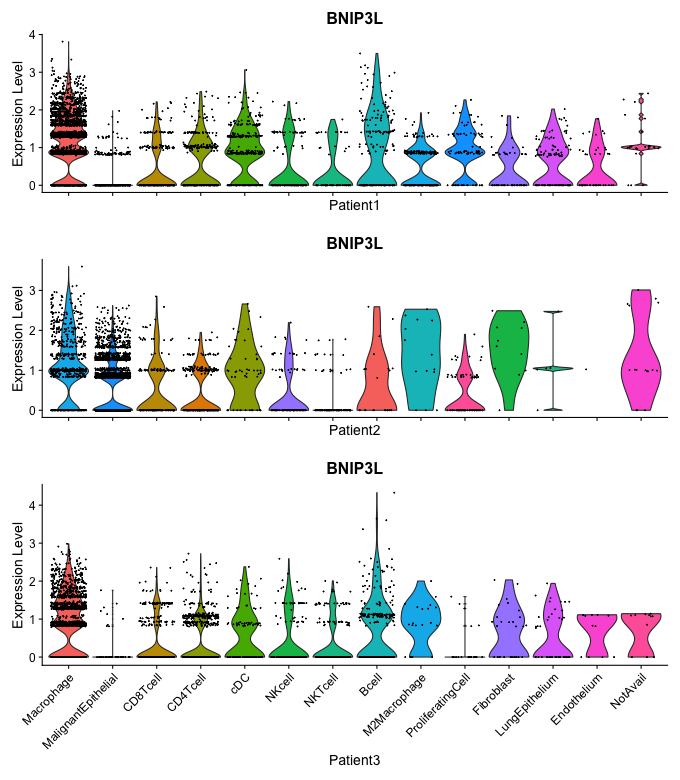 BNIP3L
Expression Level
4
3
2
1
0
Patient1
BNIP3L
Expression Level
3
2
1
0
Patient2
BNIP3L
Expression Level
4
3
2
1
0
Macrophage
MalignantEpithelial
CD8Tcell
CD4Tcell
cDC
NKcell
NKTcell
Bcell
M2Macrophage
ProliferatingCell
Fibroblast
LungEpithelium
Endothelium
NotAvail
Patient3